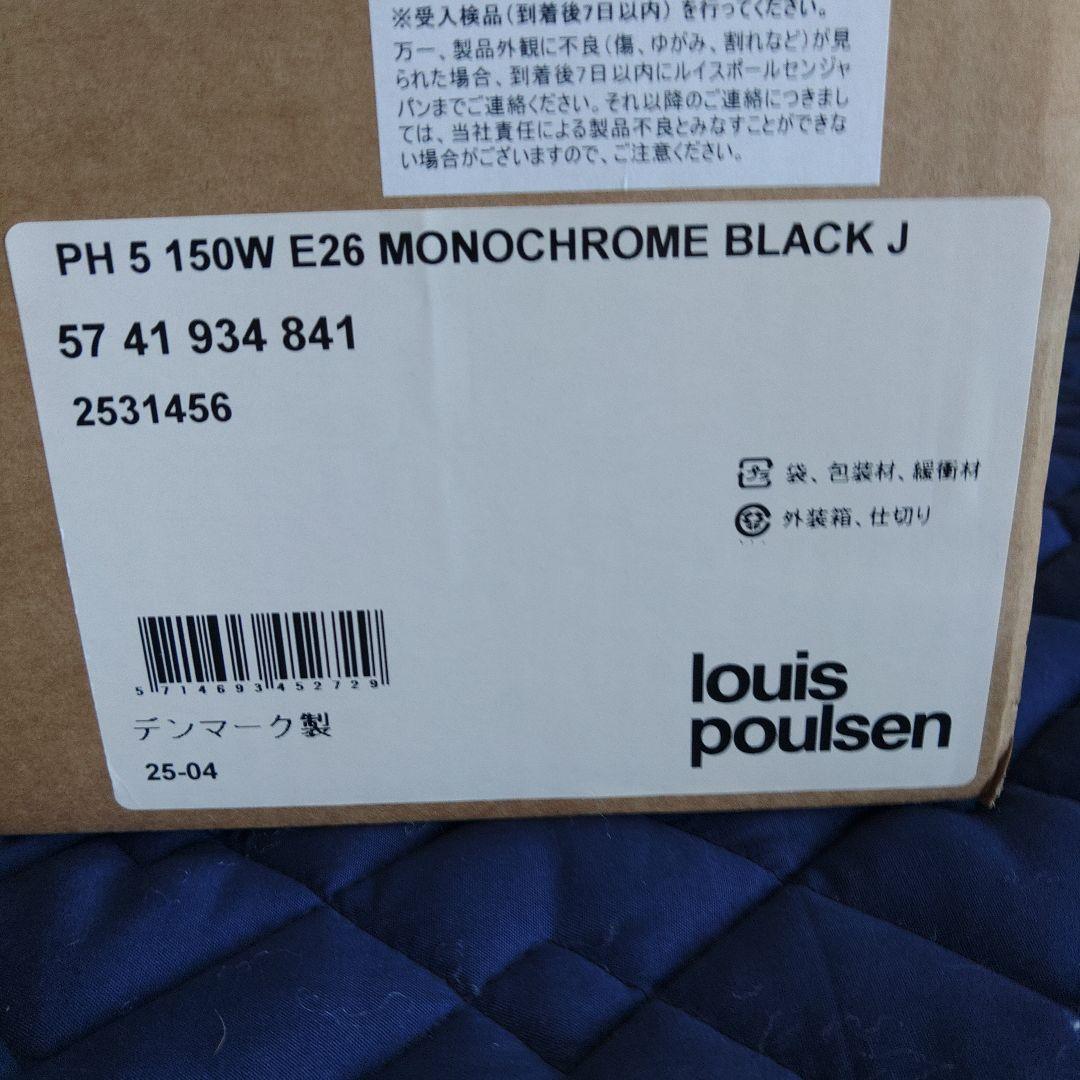 ※受入検品(到着後7日以内)を行ってください。
万一、製品外観に不良(傷、ゆがみ、割れなど)が見
られた場合、到着後7日以内にルイスポールセンジャ
パンまでご連絡ください。それ以降のご連絡につきまし
ては、当社責任による製品不良とみなすことができな
い場合がございますので、ご注意ください。
PH 5 150W E26 MONOCHROME BLACK J
57 41 934 841
2531456
プラ 袋、包装材、緩衝材
紙 外装箱、仕切り
5 714693 452729
デンマーク製
25-04
louis
poulsen